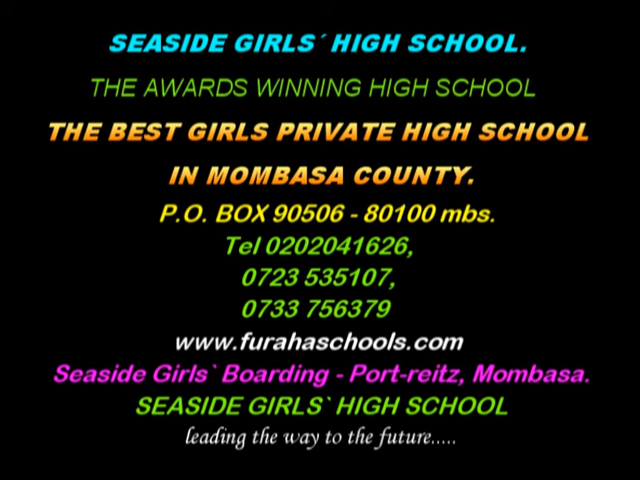 SEASIDE GIRLS´ HIGH SCHOOL.
THE AWARDS WINNING HIGH SCHOOL
THE BEST GIRLS PRIVATE HIGH SCHOOL
IN MOMBASA COUNTY.
P.O. BOX 90506 - 80100 mbs.
Tel 0202041626,
0723 535107,
0733 756379
www.furahaschools.com
Seaside Girls` Boarding - Port-reitz, Mombasa.
SEASIDE GIRLS` HIGH SCHOOL
leading the way to the future.....